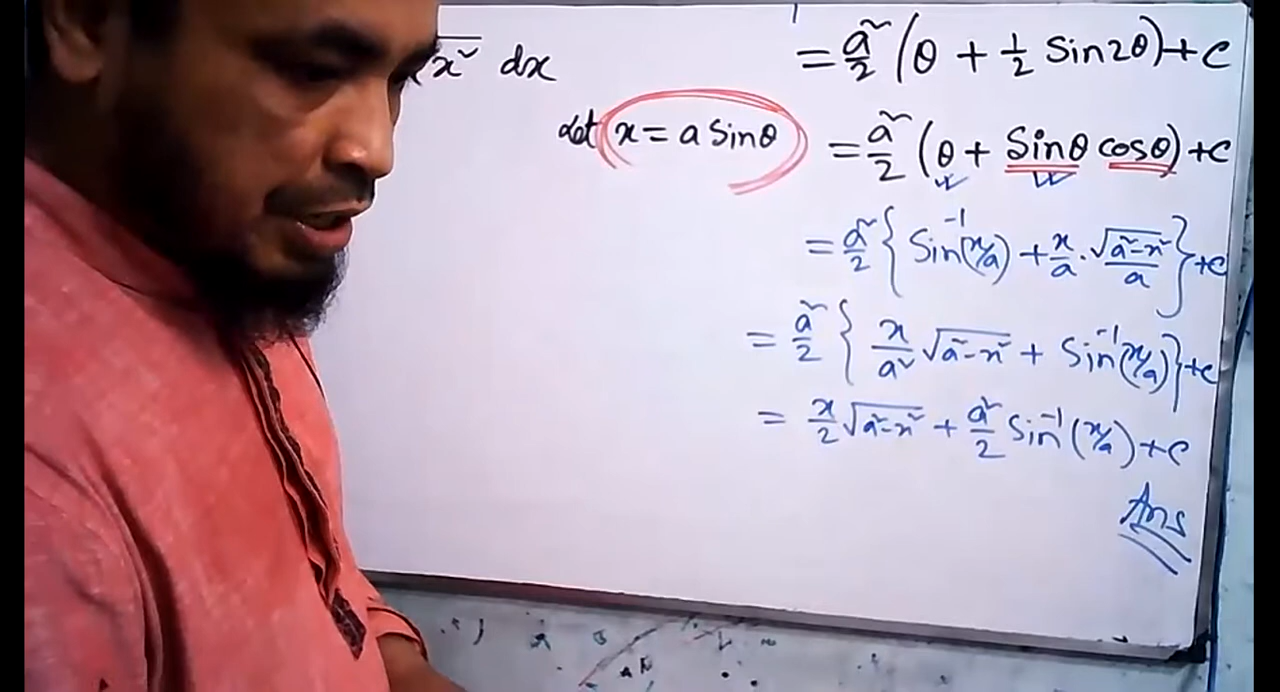 √x² dx
Let x = a Sinθ
= a²/2 (θ + 1/2 Sin2θ) + c
= a²/2 (θ + Sinθ cosθ) + c
= a²/2 { Sin⁻¹(x/a) + x/a · √(a²-x²)/a } + c
= a²/2 { x/a² √(a²-x²) + Sin⁻¹(x/a) } + c
= x/2 √(a²-x²) + a²/2 Sin⁻¹(x/a) + c
Ans